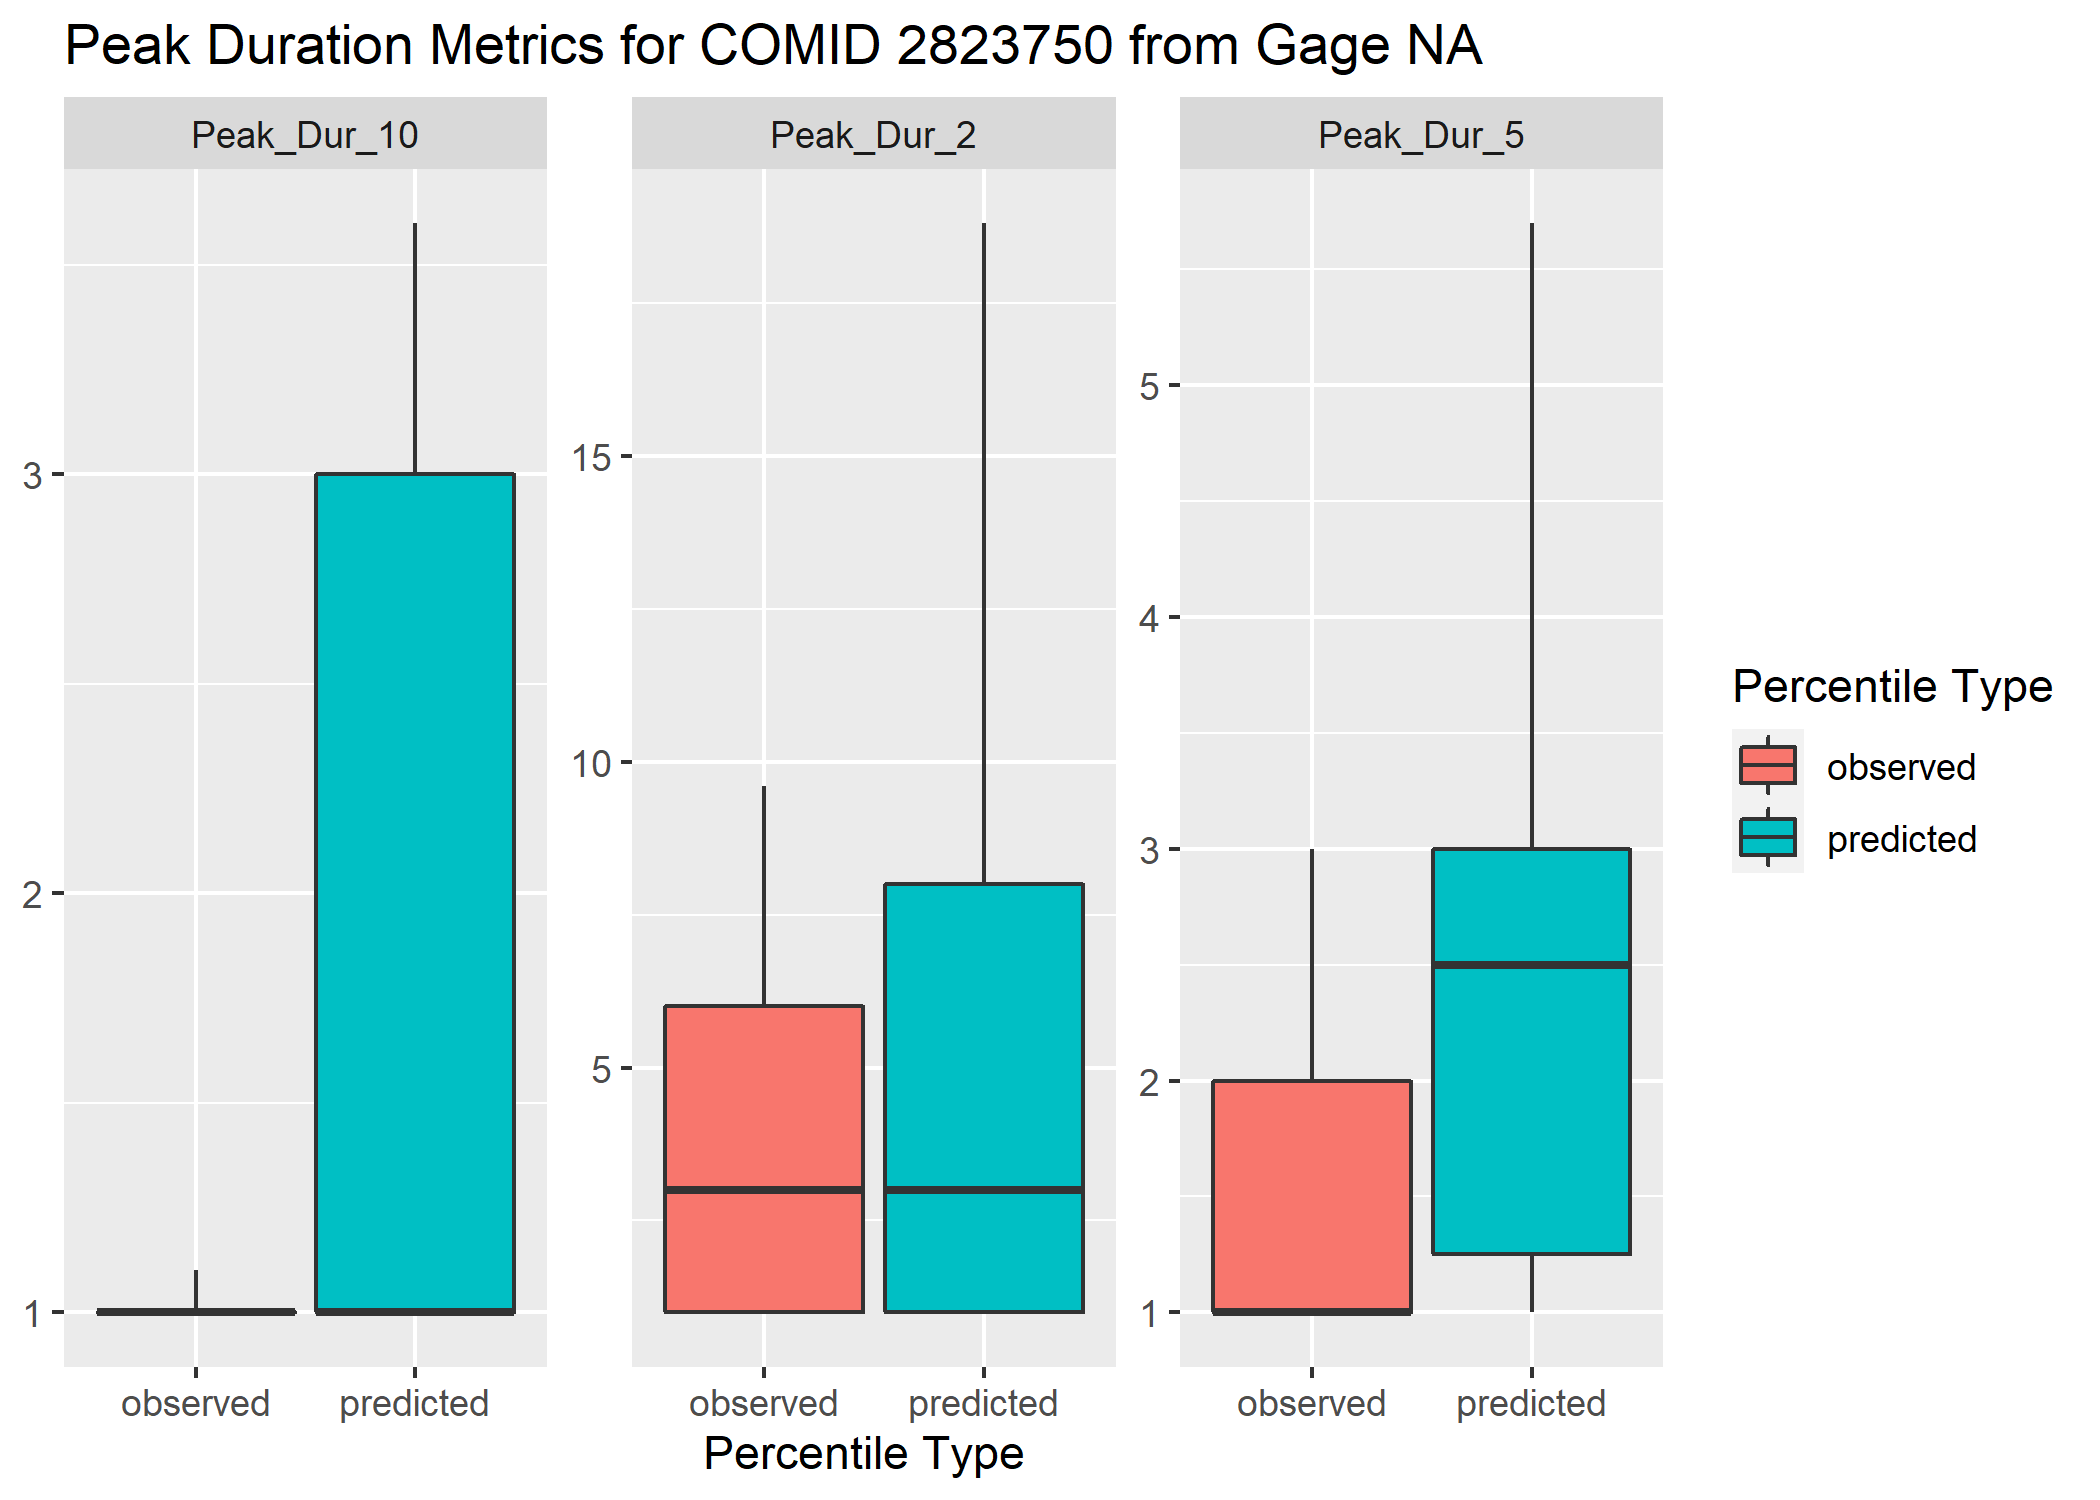 Peak Duration Metrics for COMID 2823750 from Gage NA
Peak_Dur_10
Peak_Dur_2
Peak_Dur_5
3
2
1
15
10
5
5
4
3
2
1
observed
predicted
observed
predicted
observed
predicted
Percentile Type
Percentile Type
observed
predicted